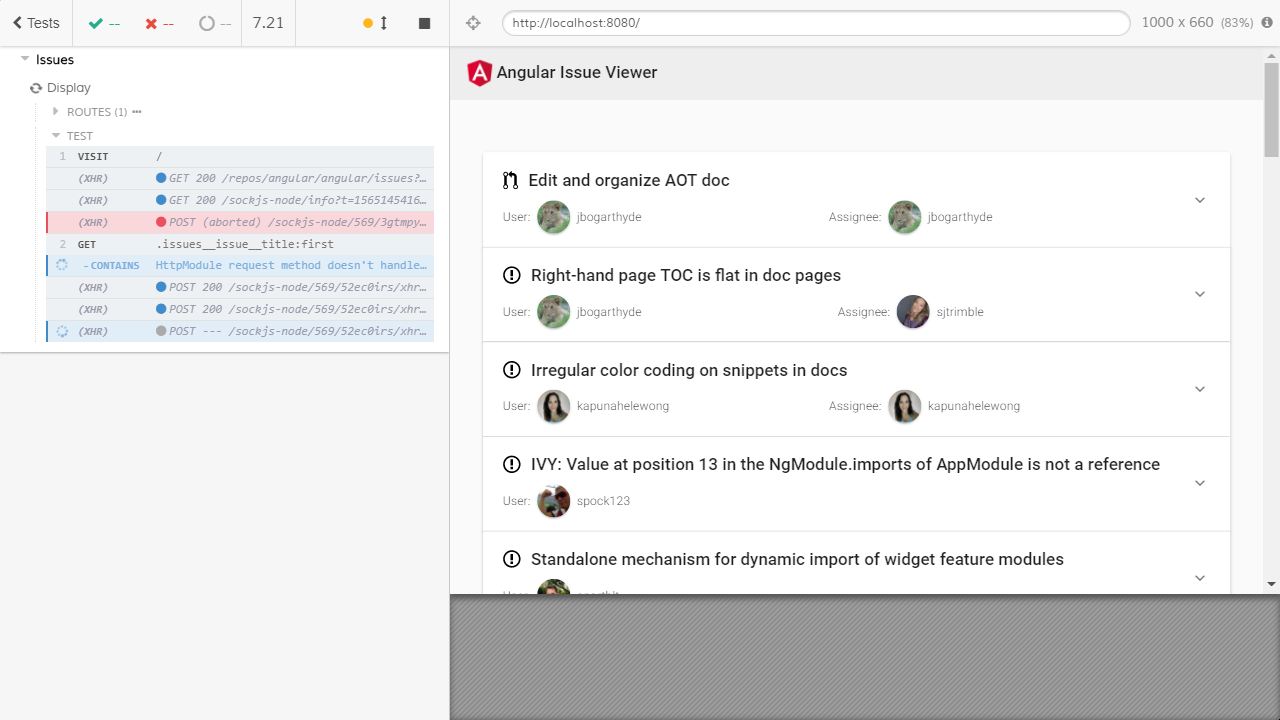 Tests
--
--
--
7.21
http://localhost:8080/
1000 x 660 (83%)
Issues
Display
ROUTES (1)
TEST
1 VISIT /
(XHR) GET 200 /repos/angular/angular/issues?…
(XHR) GET 200 /sockjs-node/info?t=1565145416…
(XHR) POST (aborted) /sockjs-node/569/3gtmpy…
2 GET .issues__issue__title:first
-CONTAINS HttpModule request method doesn't handle…
(XHR) POST 200 /sockjs-node/569/52ec0irs/xhr…
(XHR) POST 200 /sockjs-node/569/52ec0irs/xhr…
(XHR) POST --- /sockjs-node/569/52ec0irs/xhr…
A Angular Issue Viewer
Edit and organize AOT doc
User: jbogarthyde Assignee: jbogarthyde
Right-hand page TOC is flat in doc pages
User: jbogarthyde Assignee: sjtrimble
Irregular color coding on snippets in docs
User: kapunahelewong Assignee: kapunahelewong
IVY: Value at position 13 in the NgModule.imports of AppModule is not a reference
User: spock123
Standalone mechanism for dynamic import of widget feature modules